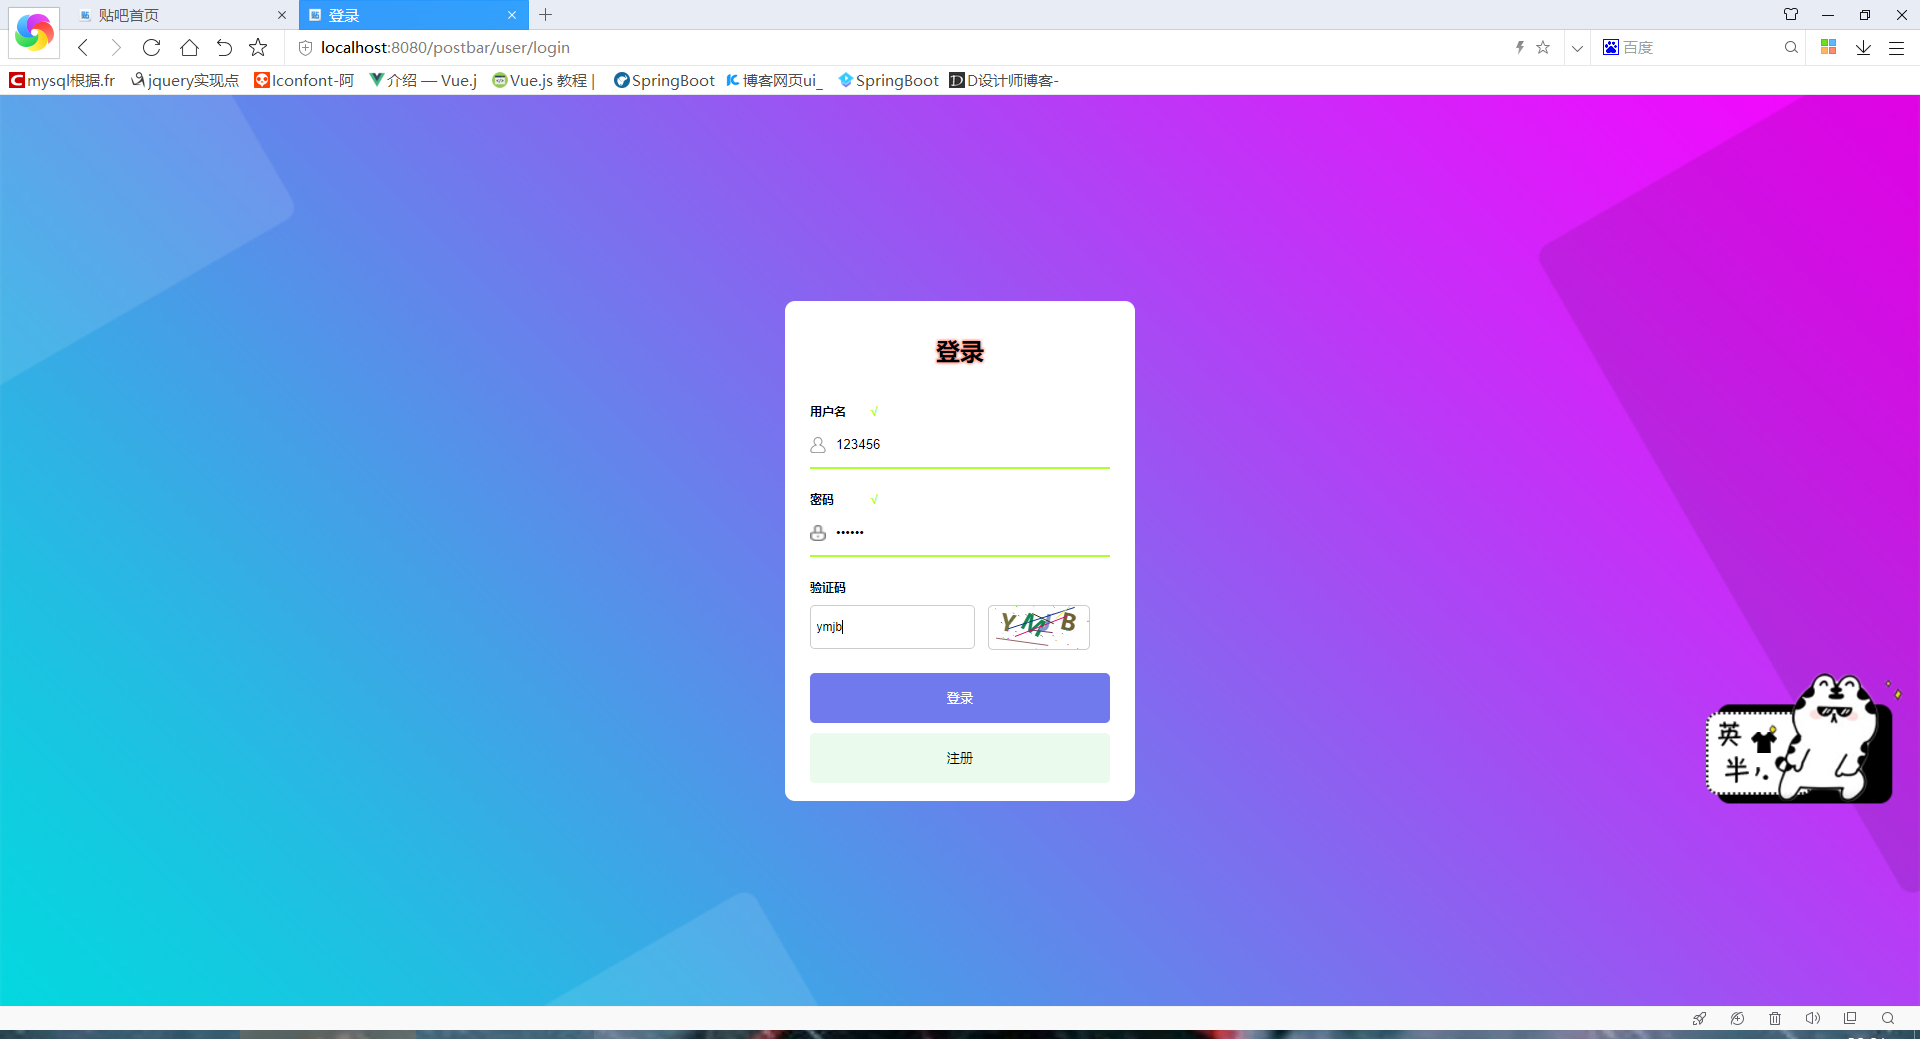 贴吧首页
登录
localhost:8080/postbar/user/login
百度
mysql根据.fr
jquery实现点
Iconfont-阿
介绍 — Vue.j
Vue.js 教程 |
SpringBoot
博客网页ui_
SpringBoot
D设计师博客-
登录
用户名 √
123456
密码 √
••••••
验证码
ymjb
登录
注册
英
半